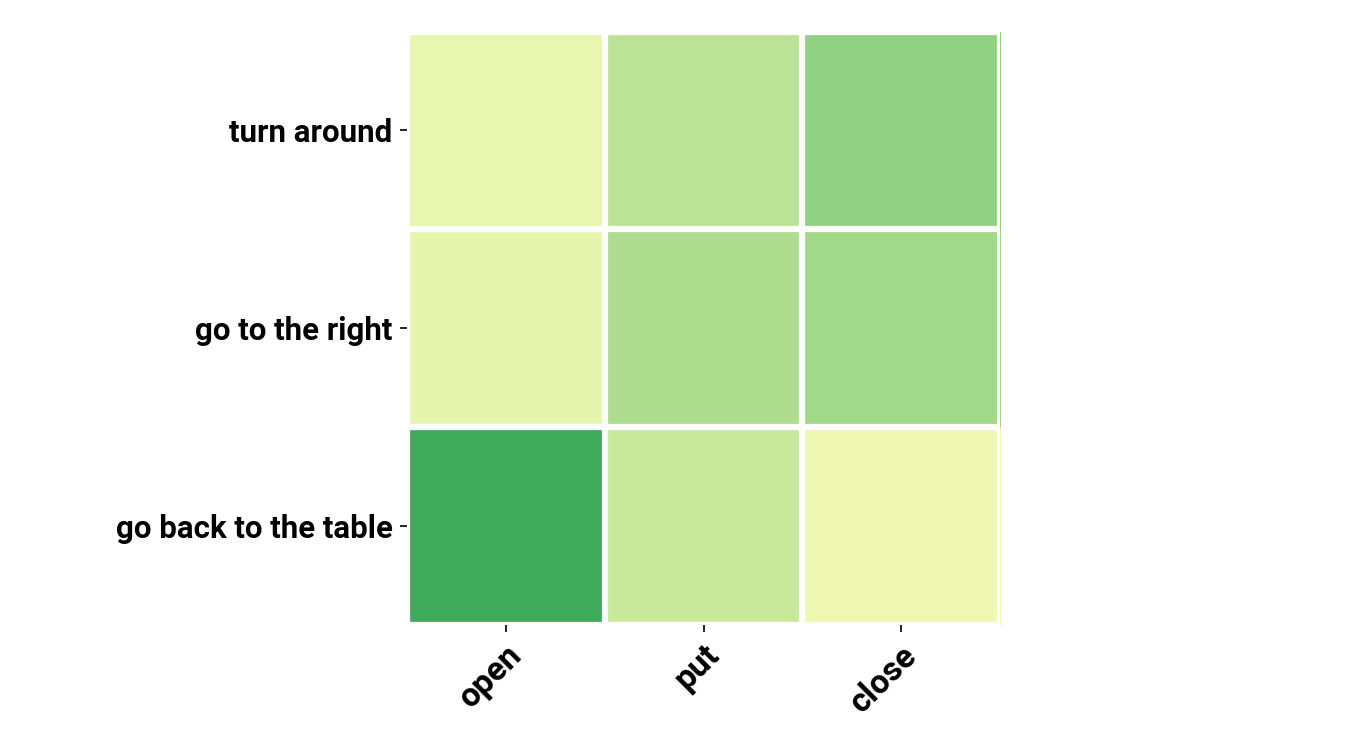 turn around
go to the right
go back to the table
open
put
close